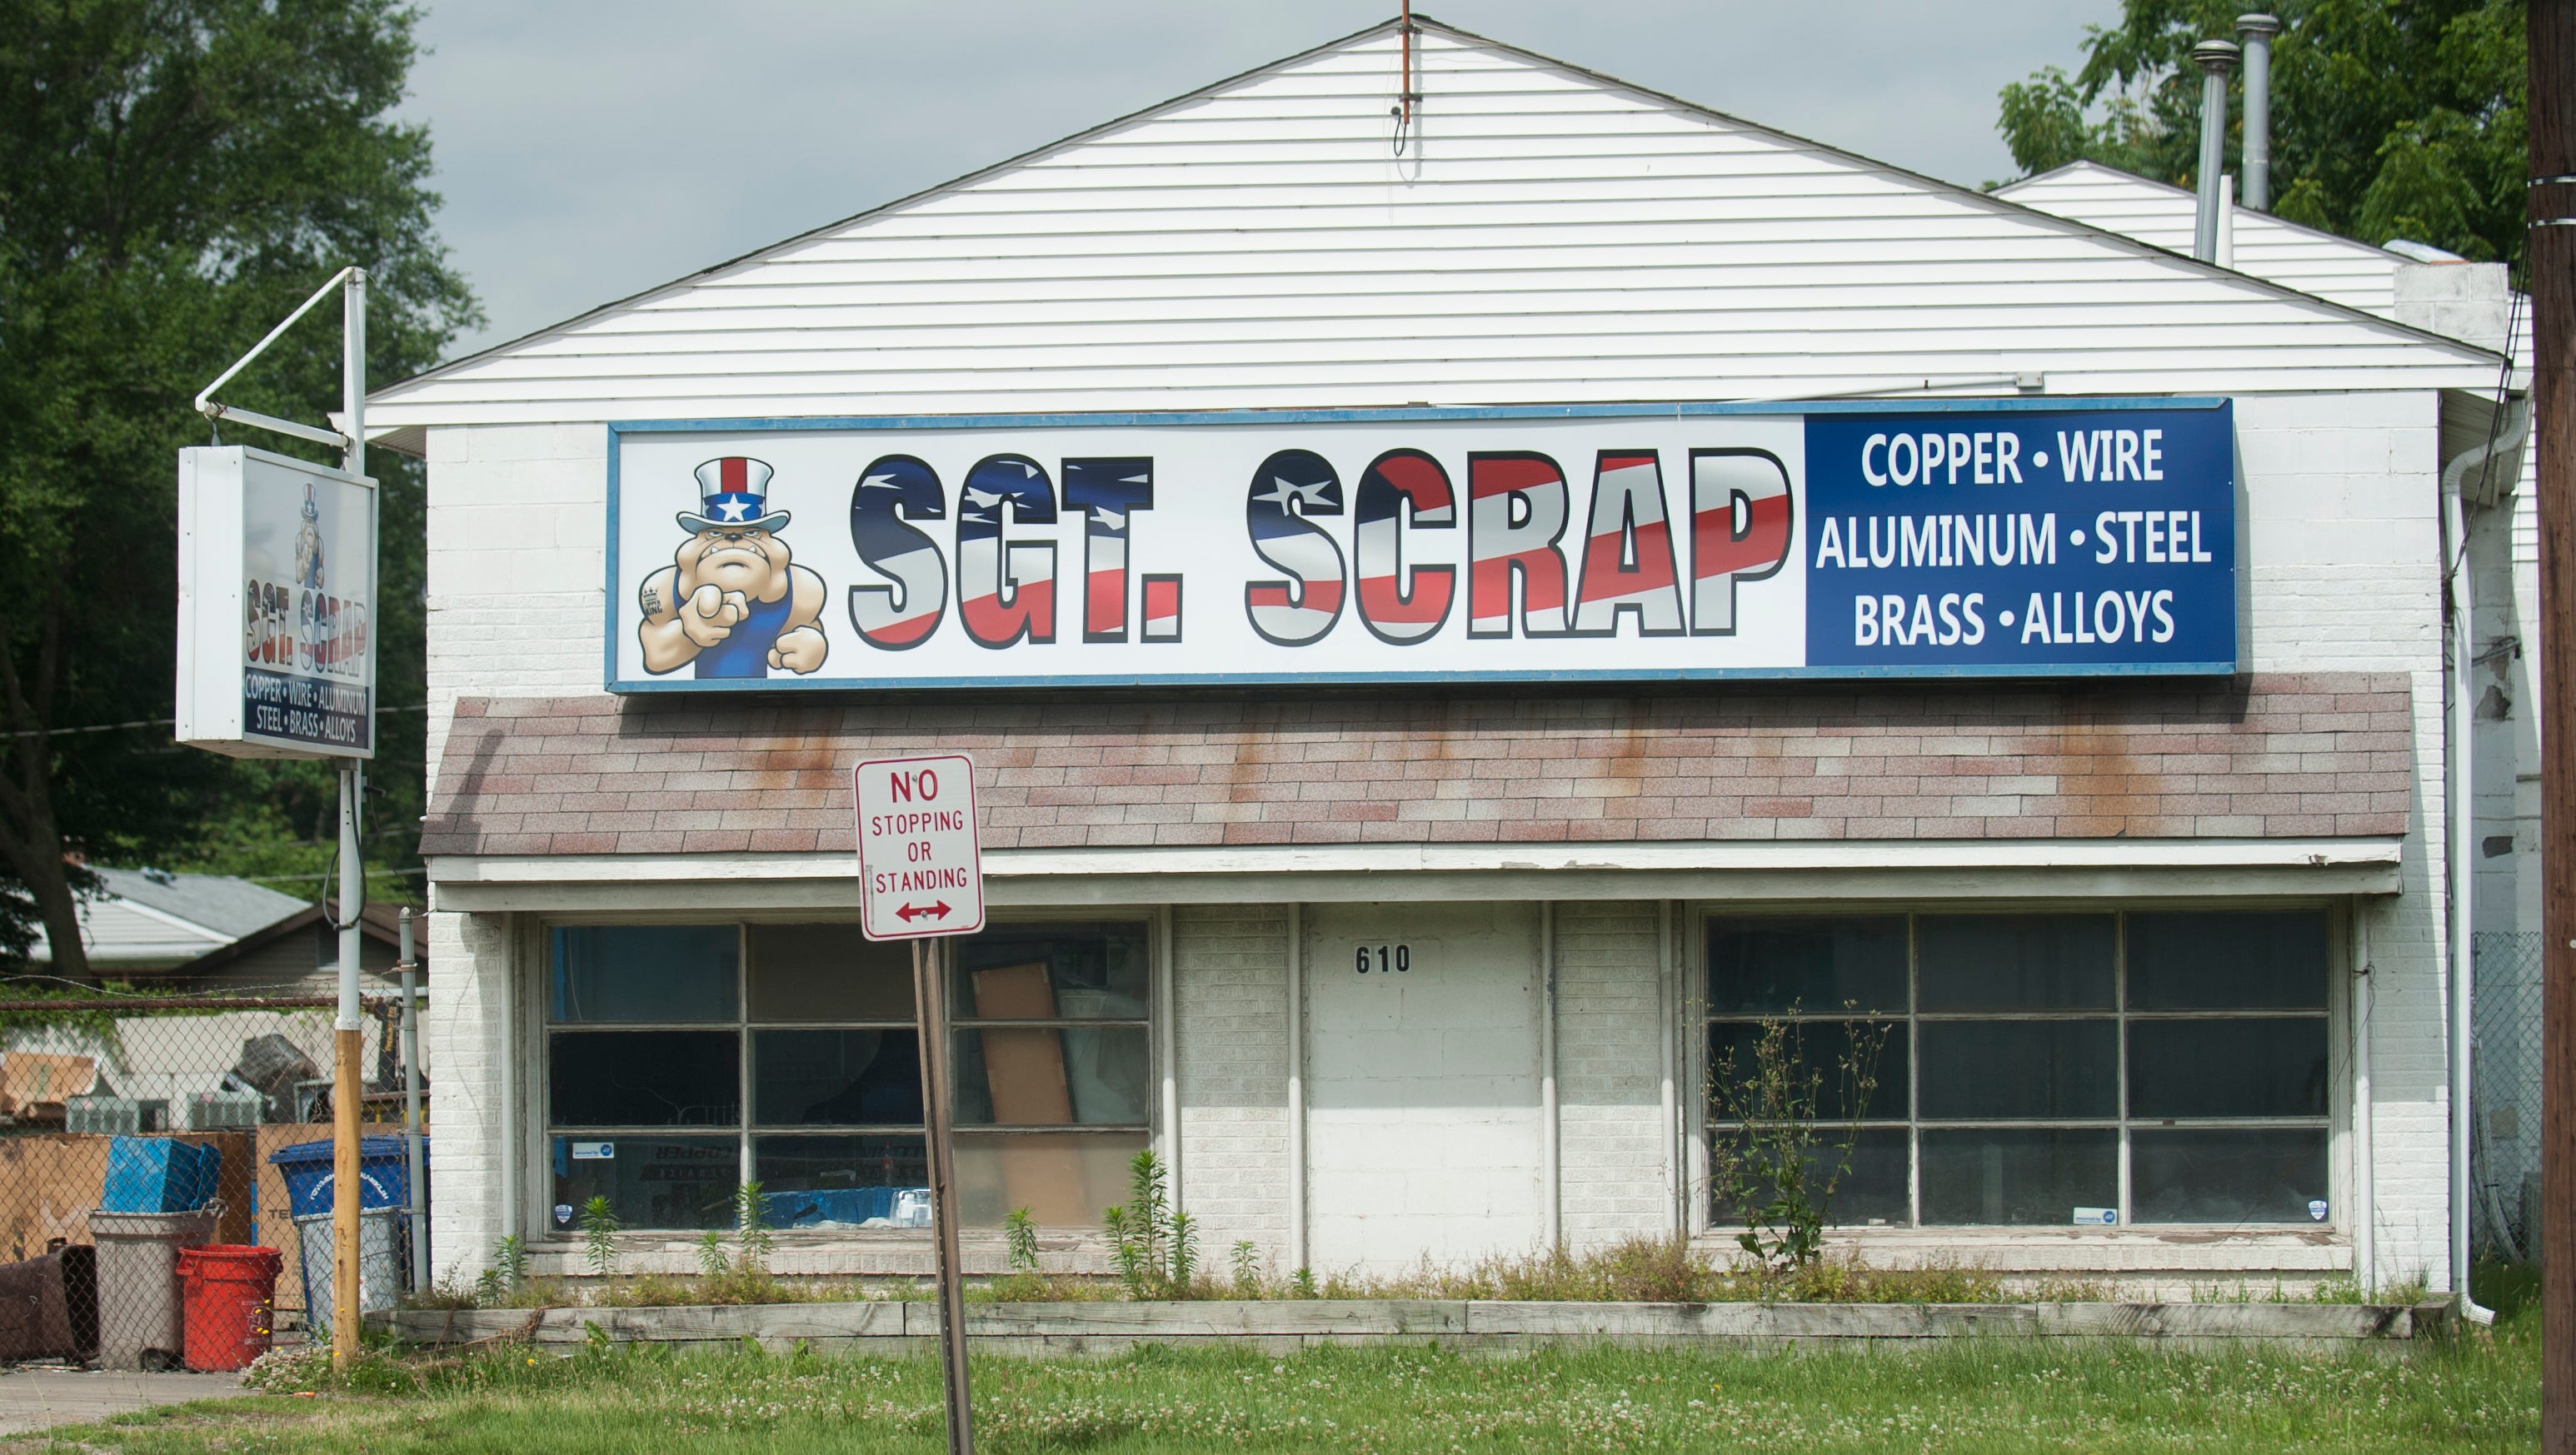 SGT. SCRAP
COPPER • WIRE
ALUMINUM • STEEL
BRASS • ALLOYS
SGT. SCRAP
COPPER • WIRE • ALUMINUM
STEEL • BRASS • ALLOYS
NO
STOPPING
OR
STANDING
610